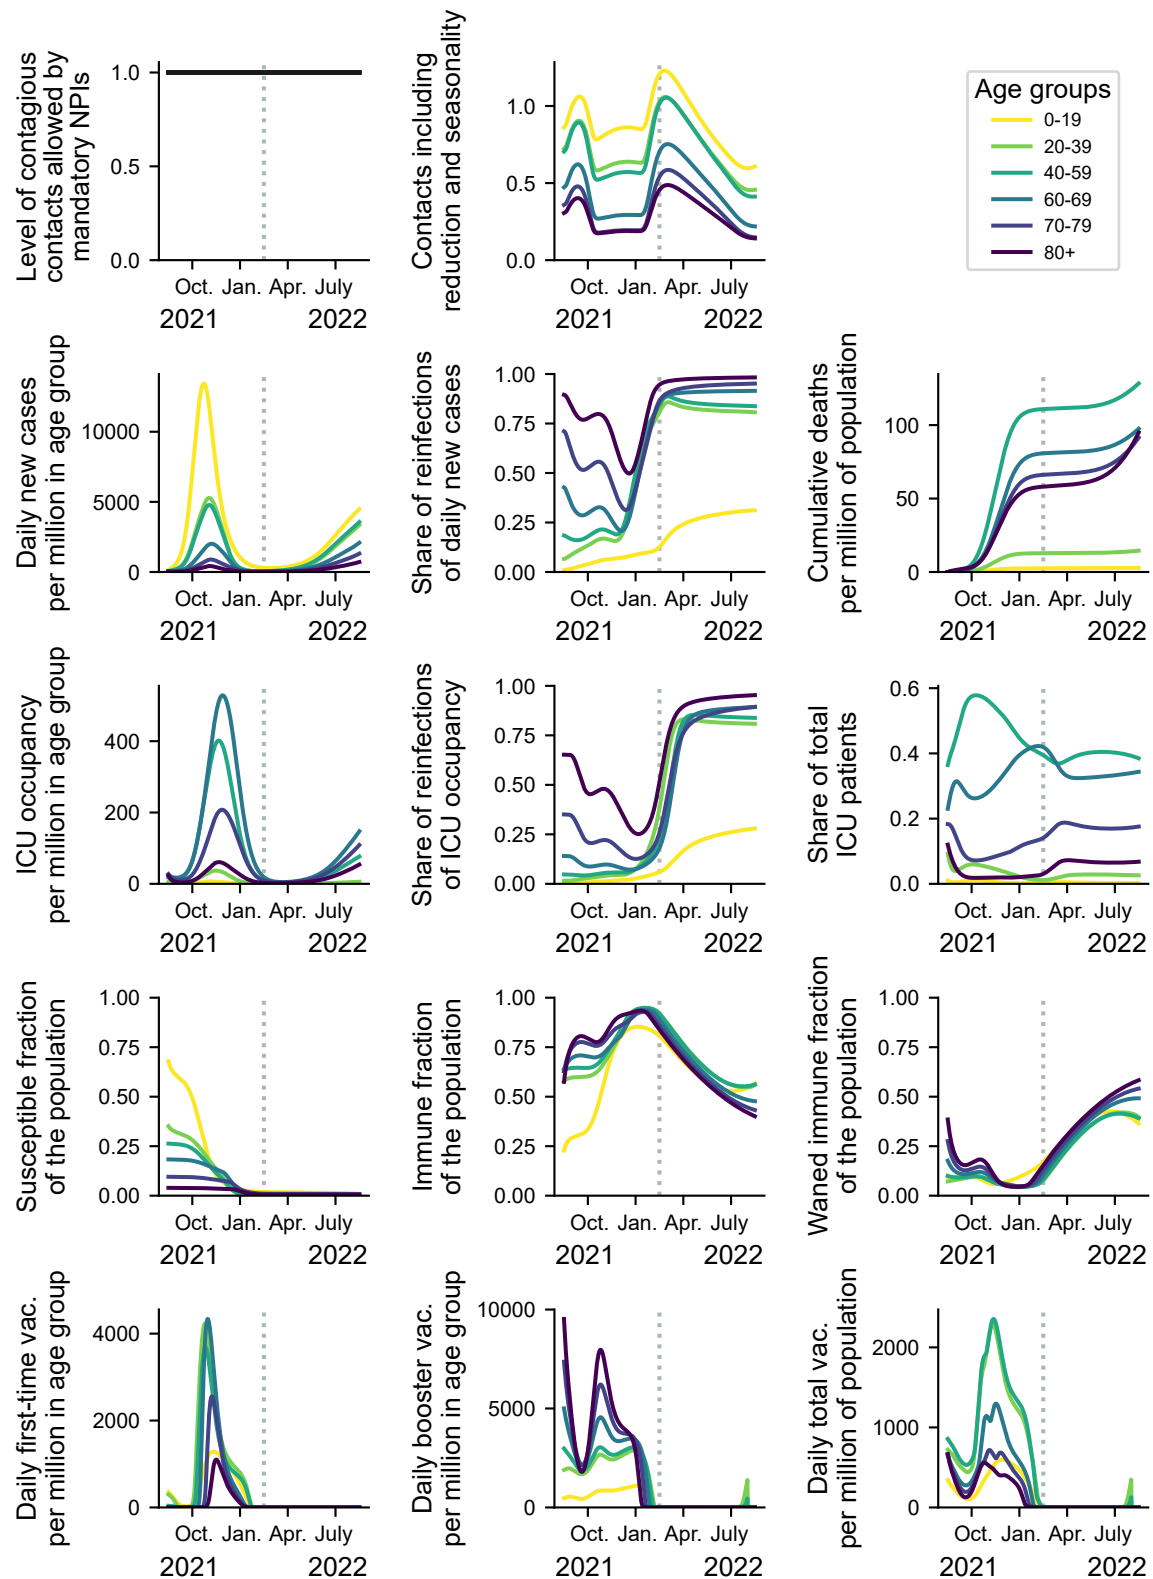 Level of contagious
contacts allowed by
mandatory NPIs
1.0
0.5
0.0
Oct. Jan. Apr. July
2021 2022
Contacts including
reduction and seasonality
1.0
0.5
0.0
Oct. Jan. Apr. July
2021 2022
Age groups
0-19
20-39
40-59
60-69
70-79
80+
Daily new cases
per million in age group
10000
5000
0
Oct. Jan. Apr. July
2021 2022
Share of reinfections
of daily new cases
1.00
0.75
0.50
0.25
0.00
Oct. Jan. Apr. July
2021 2022
Cumulative deaths
per million of population
100
50
0
Oct. Jan. Apr. July
2021 2022
ICU occupancy
per million in age group
400
200
0
Oct. Jan. Apr. July
2021 2022
Share of reinfections
of ICU occupancy
1.00
0.75
0.50
0.25
0.00
Oct. Jan. Apr. July
2021 2022
Share of total
ICU patients
0.6
0.4
0.2
0.0
Oct. Jan. Apr. July
2021 2022
Susceptible fraction
of the population
1.00
0.75
0.50
0.25
0.00
Oct. Jan. Apr. July
2021 2022
Immune fraction
of the population
1.00
0.75
0.50
0.25
0.00
Oct. Jan. Apr. July
2021 2022
Waned immune fraction
of the population
1.00
0.75
0.50
0.25
0.00
Oct. Jan. Apr. July
2021 2022
Daily first-time vac.
per million in age group
4000
2000
0
Oct. Jan. Apr. July
2021 2022
Daily booster vac.
per million in age group
10000
5000
0
Oct. Jan. Apr. July
2021 2022
Daily total vac.
per million of population
2000
1000
0
Oct. Jan. Apr. July
2021 2022